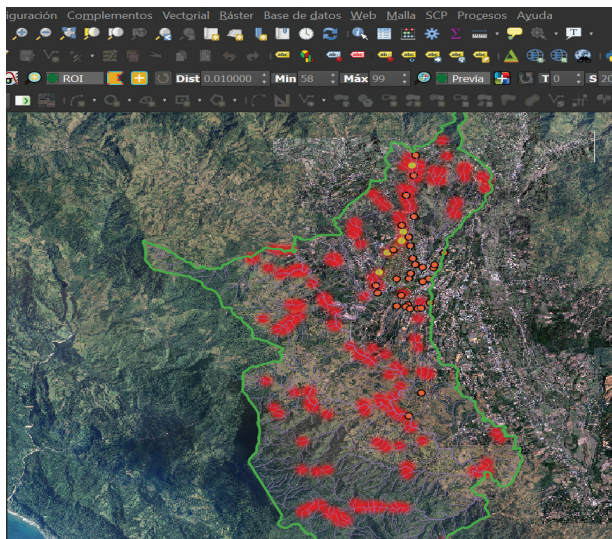 iguración Complementos Vectorial Ráster Base de datos Web Malla SCP Procesos Ayuda
ROI Dist 0.010000 Mín 58 Máx 99 Previa T 0 S 20